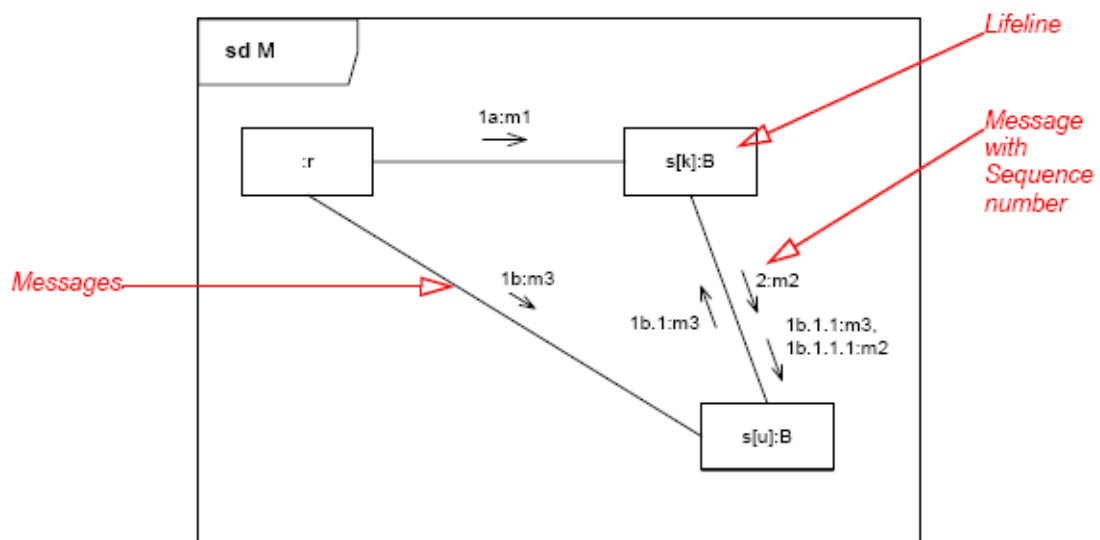 Lifeline
sd M
1a:m1
Message
with
Sequence
number
:r
s[k]:B
Messages
1b:m3
2:m2
1b.1:m3
1b.1.1:m3,
1b.1.1.1:m2
s[u]:B